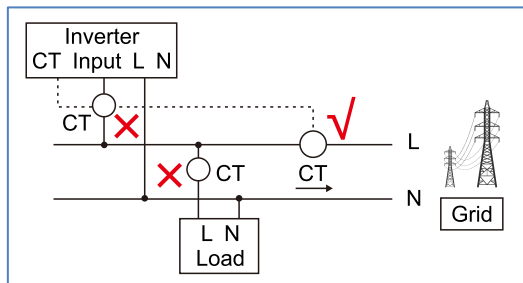 Inverter
CT Input L N
CT
CT
CT
L
N
L N
Load
Grid